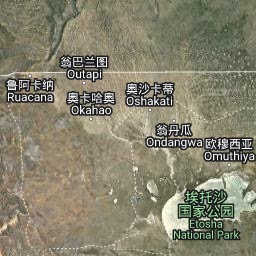 翁巴兰图
Outapi
鲁阿卡纳
Ruacana
奥卡哈奥
Okahao
奥沙卡蒂
Oshakati
翁丹瓜
Ondangwa
欧穆西亚
Omuthiya
埃托沙
国家公园
Etosha
National Park